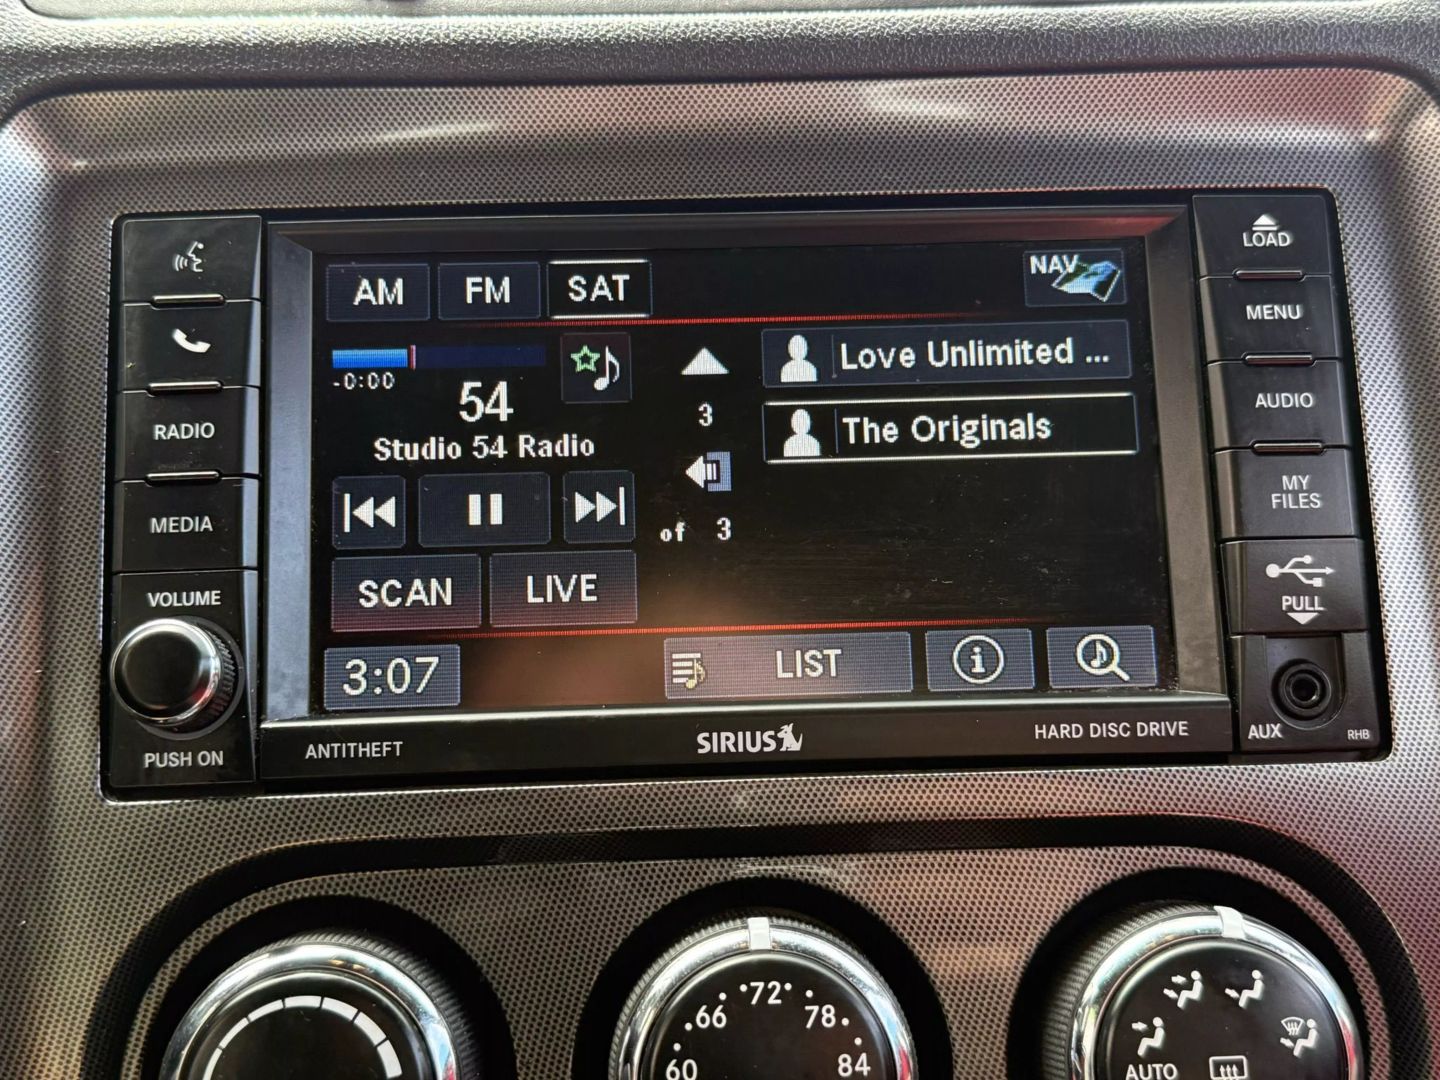 AM FM SAT NAV
-0:00
54
Studio 54 Radio
3
of 3
Love Unlimited ...
The Originals
SCAN LIVE
3:07 LIST i
RADIO
MEDIA
VOLUME
PUSH ON
LOAD
MENU
AUDIO
MY
FILES
PULL
AUX RHB
ANTITHEFT SIRIUS HARD DISC DRIVE
60 66 72 78 84
AUTO